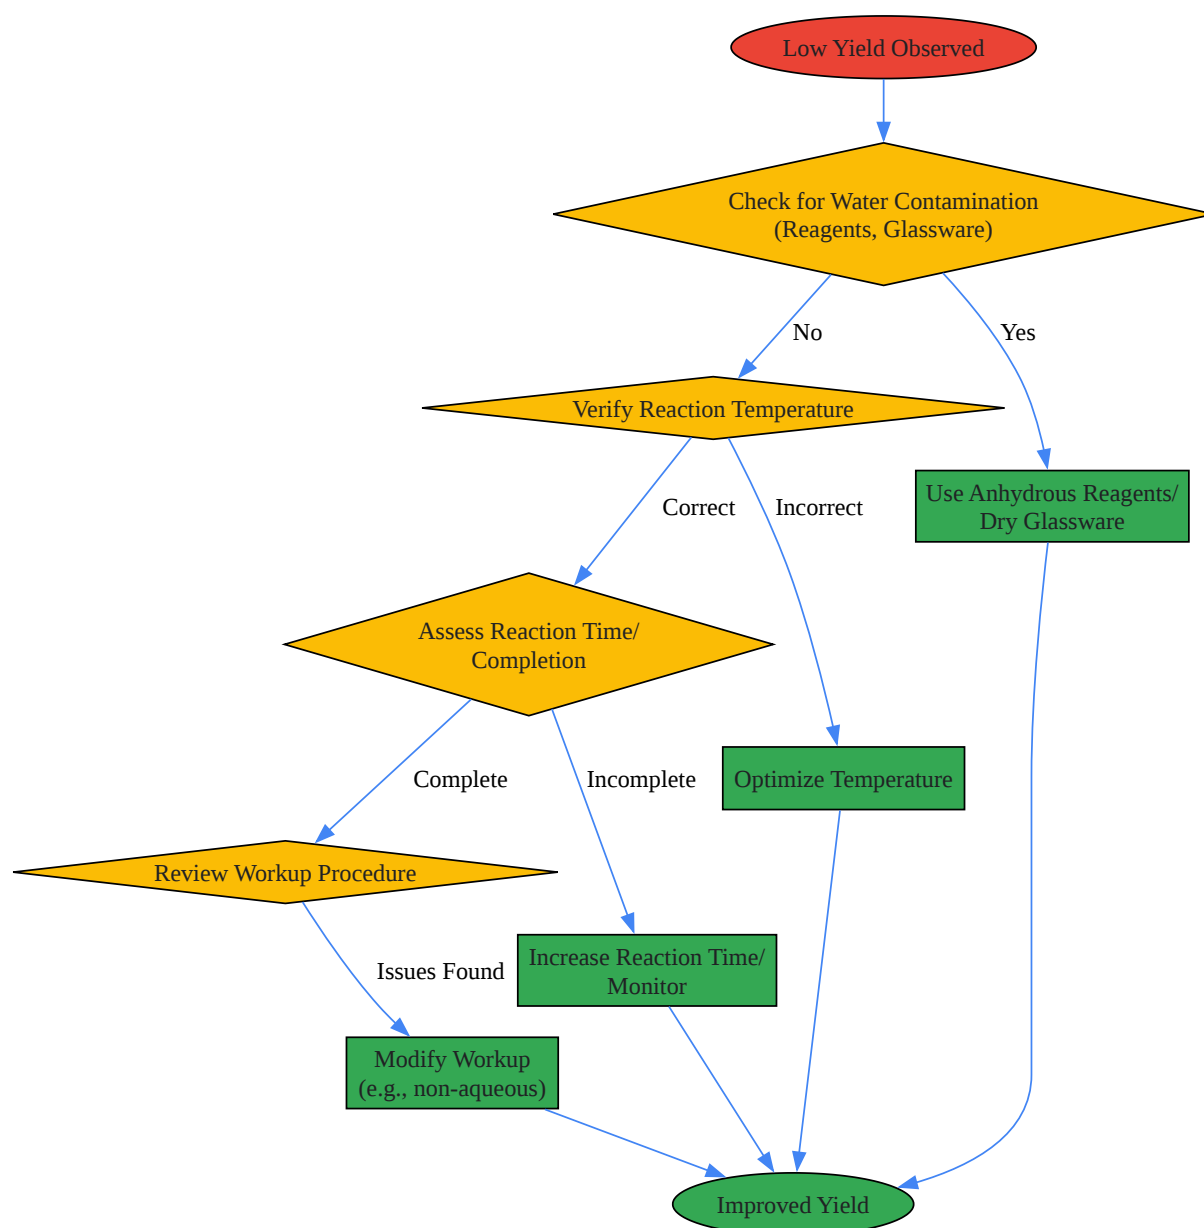 Low Yield Observed
Check for Water Contamination
(Reagents, Glassware)
No
Yes
Verify Reaction Temperature
Use Anhydrous Reagents/
Dry Glassware
Correct
Incorrect
Assess Reaction Time/
Completion
Complete
Incomplete
Optimize Temperature
Review Workup Procedure
Issues Found
Increase Reaction Time/
Monitor
Modify Workup
(e.g., non-aqueous)
Improved Yield